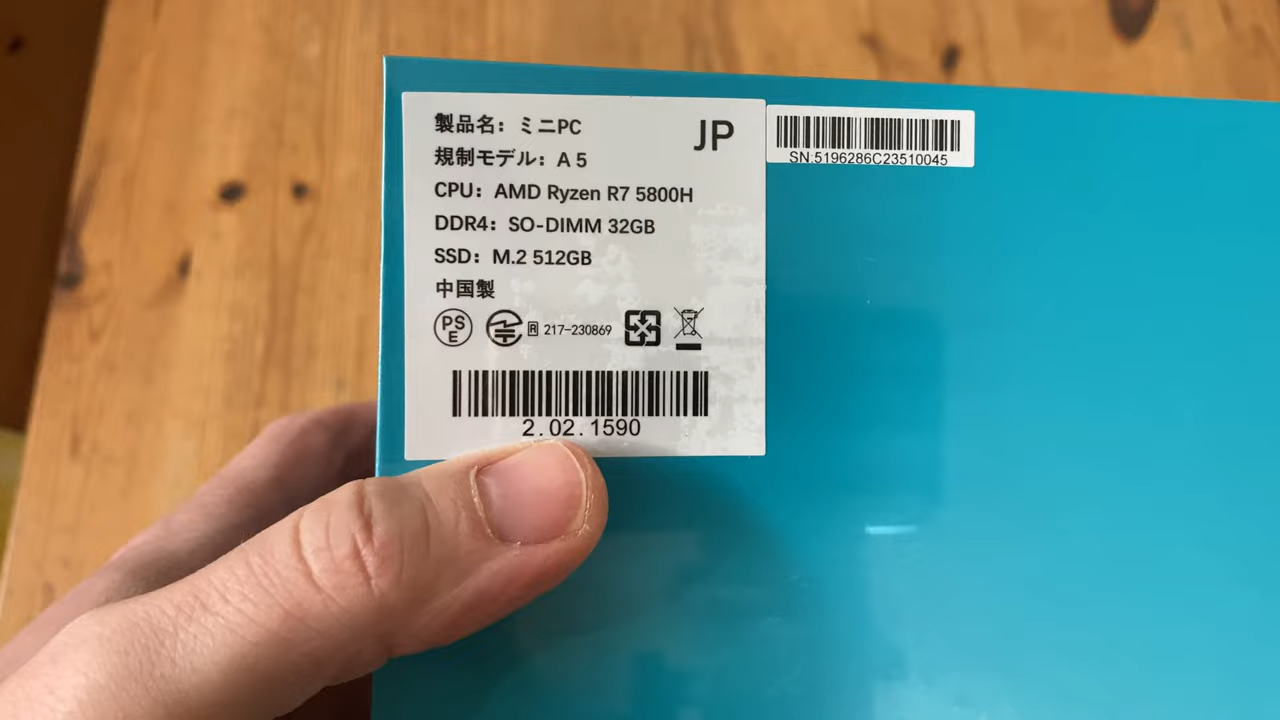 製品名：ミニPC
JP
規制モデル：A 5
CPU：AMD Ryzen R7 5800H
DDR4：SO-DIMM 32GB
SSD：M.2 512GB
中国製
PS E R 217-230869
2.02.1590
SN:5196286C23510045